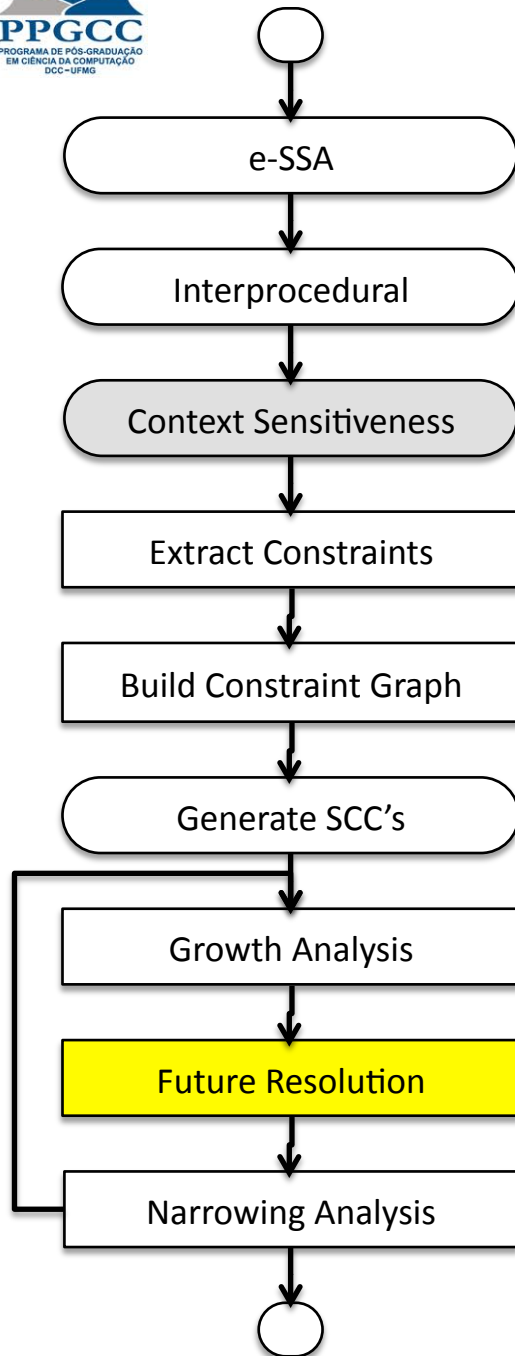 PPGCC
PROGRAMA DE PÓS-GRADUAÇÃO
EM CIÊNCIA DA COMPUTAÇÃO
DCC-UFMG
e-SSA
Interprocedural
Context Sensitiveness
Extract Constraints
Build Constraint Graph
Generate SCC’s
Growth Analysis
Future Resolution
Narrowing Analysis